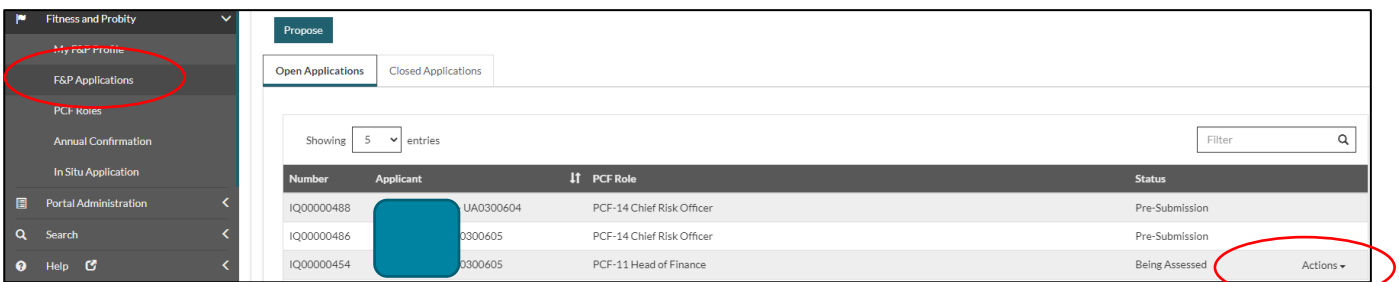 Fitness and Probity
My F&P Profile
F&P Applications
PCF Roles
Annual Confirmation
In Situ Application
Portal Administration
Search
Help
Propose
Open Applications Closed Applications
Showing 5 entries Filter
Number Applicant PCF Role Status
IQ00000488 UA0300604 PCF-14 Chief Risk Officer Pre-Submission
IQ00000486 0300605 PCF-14 Chief Risk Officer Pre-Submission
IQ00000454 0300605 PCF-11 Head of Finance Being Assessed Actions